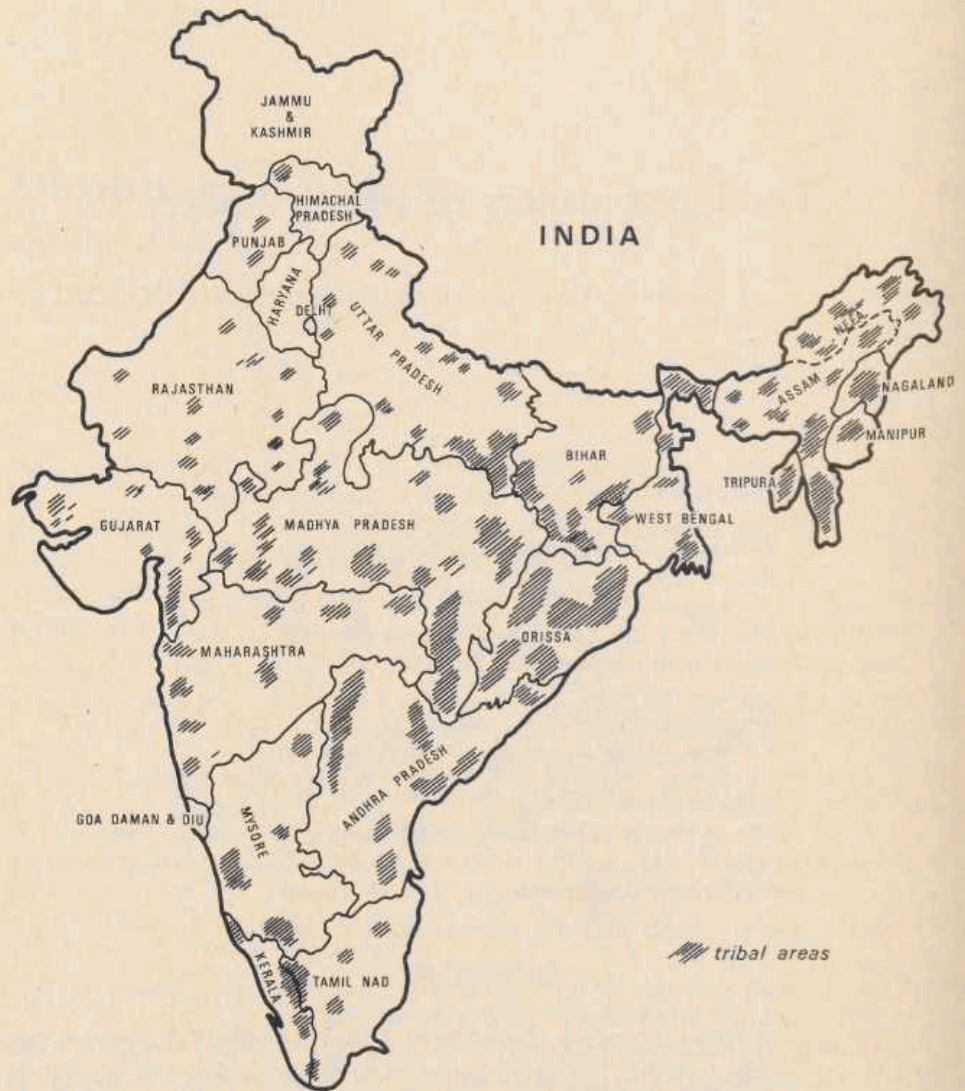 JAMMU
&
KASHMIR
HIMACHAL
PRADESH
INDIA
PUNJAB
HARYANA
DELHI
UTTAR PRADESH
NEFA
RAJASTHAN
ASSAM
NAGALAND
MANIPUR
BIHAR
TRIPURA
GUJARAT
MADHYA PRADESH
WEST BENGAL
ORISSA
MAHARASHTRA
ANDHRA PRADESH
GOA DAMAN & DIU
MYSORE
tribal areas
KERALA
TAMIL NAD